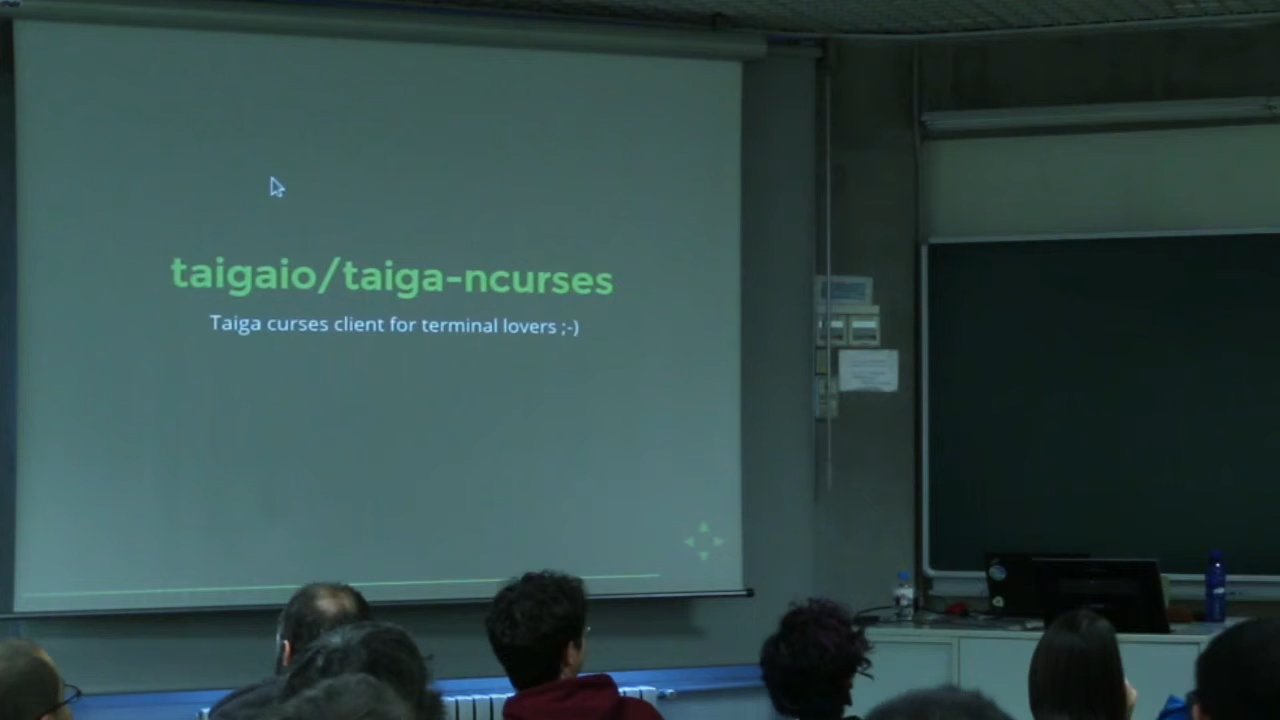 taigaio/taiga-ncurses
Taiga curses client for terminal lovers ;-)